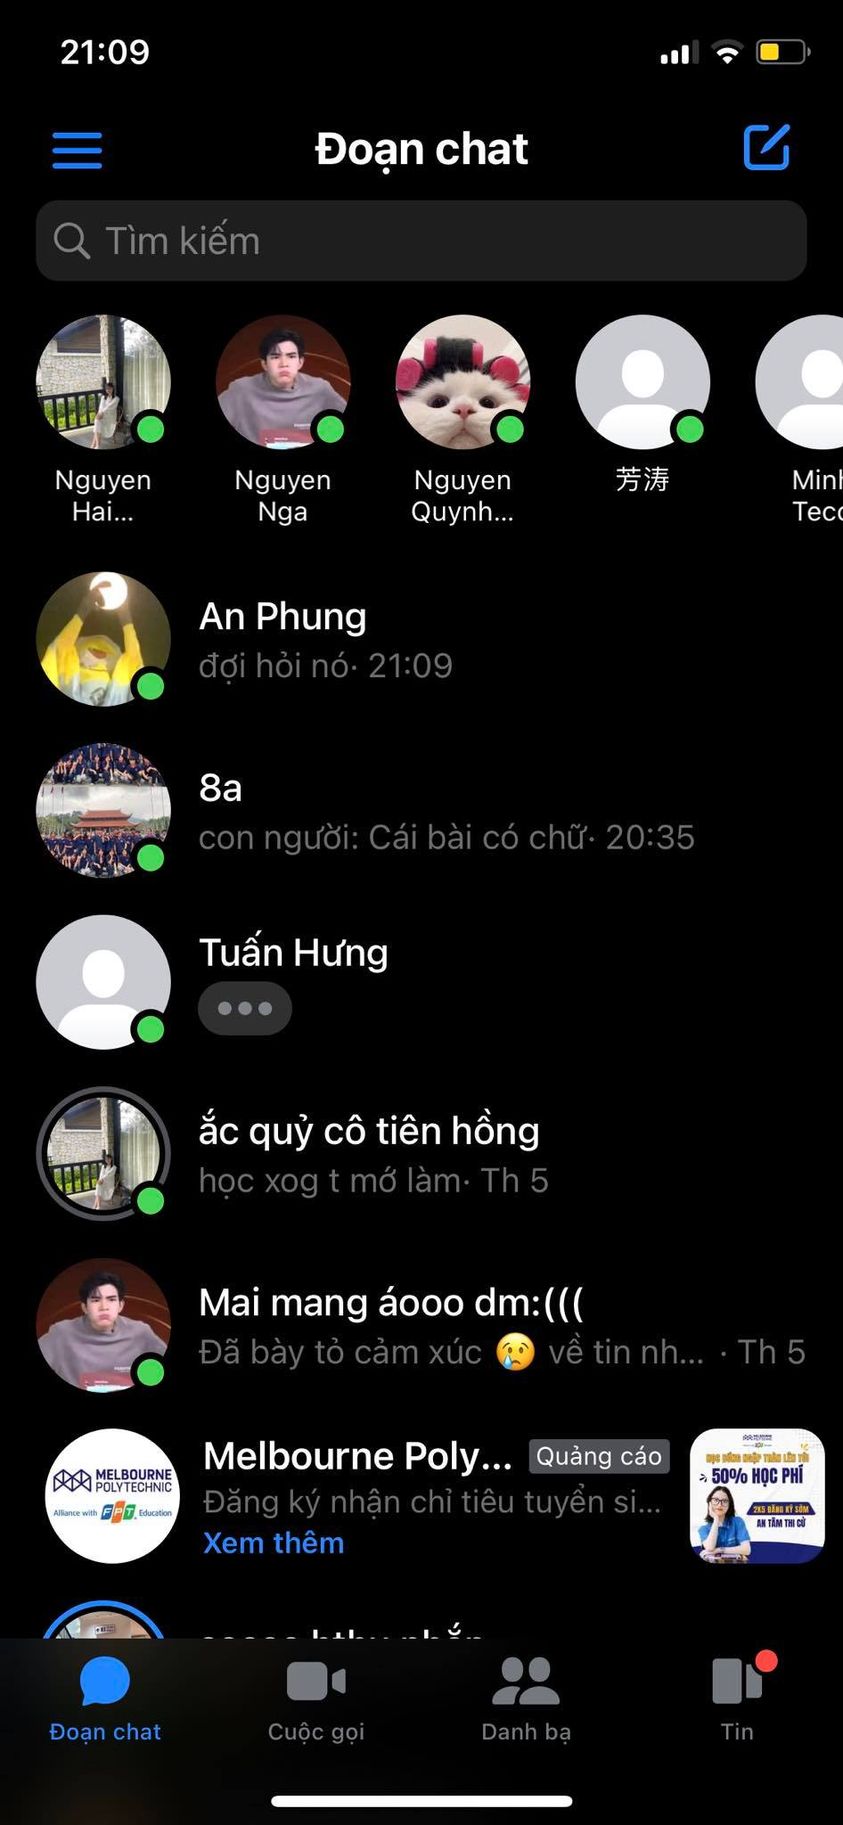 21:09
Đoạn chat
Tìm kiếm
Nguyen Hai...
Nguyen Nga
Nguyen Quynh...
芳涛
An Phung
đợi hỏi nó· 21:09
8a
con người: Cái bài có chữ· 20:35
Tuấn Hưng
ắc quỷ cô tiên hồng
học xog t mớ làm· Th 5
Mai mang áooo dm:(((
Đã bày tỏ cảm xúc 😢 về tin nh... · Th 5
Melbourne Poly... Quảng cáo
Đăng ký nhận chỉ tiêu tuyển si...
Xem thêm
MELBOURNE
POLYTECHNIC
Alliance with FPT Education
50% HỌC PHÍ
2K5 ĐĂNG KÝ SỚM
AN TÂM THI CỬ
Đoạn chat
Cuộc gọi
Danh bạ
Tin